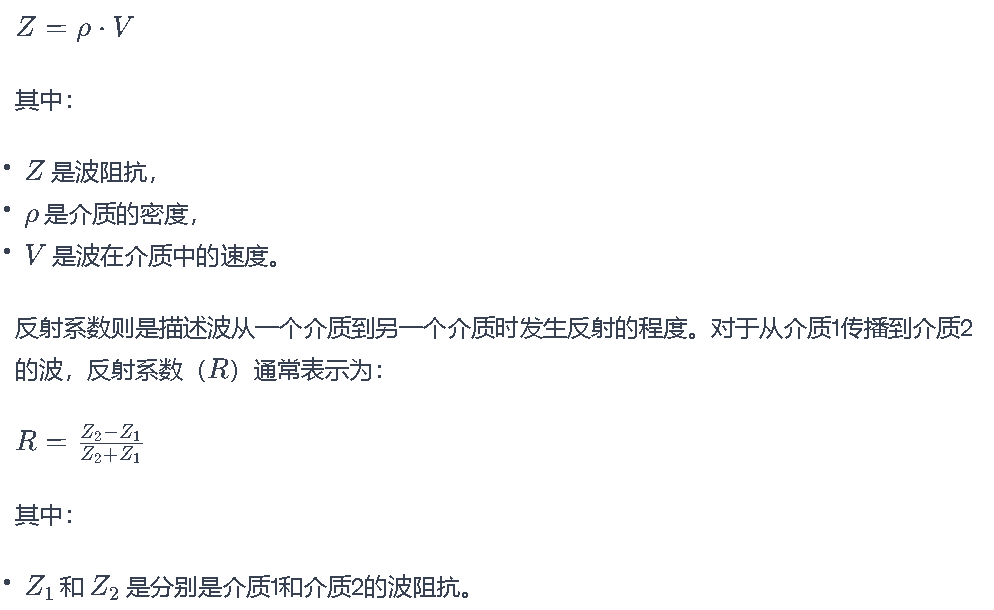 Z = ρ · V
其中：
• Z 是波阻抗，
• ρ 是介质的密度，
• V 是波在介质中的速度。
反射系数则是描述波从一个介质到另一个介质时发生反射的程度。对于从介质1传播到介质2
的波，反射系数（R）通常表示为：
R = \frac{Z_2 - Z_1}{Z_2 + Z_1}
其中：
• Z_1 和 Z_2 是分别是介质1和介质2的波阻抗。